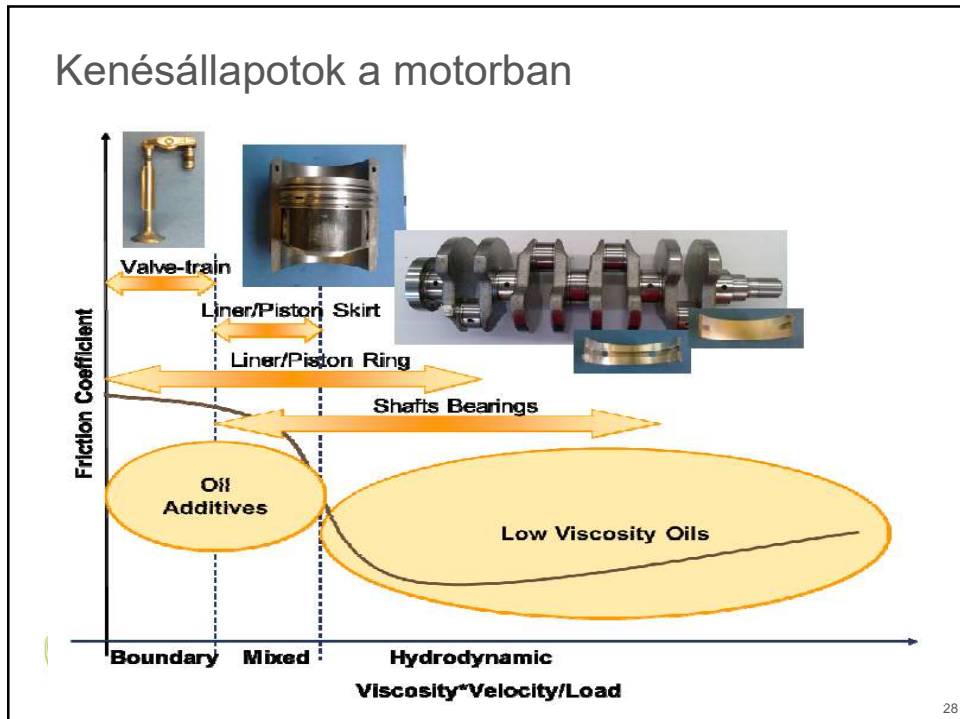 Kenésállapotok a motorban
Valve-train
Liner/Piston Skirt
Liner/Piston Ring
Shafts Bearings
Friction Coefficient
Oil
Additives
Low Viscosity Oils
Boundary Mixed Hydrodynamic
Viscosity*Velocity/Load
28